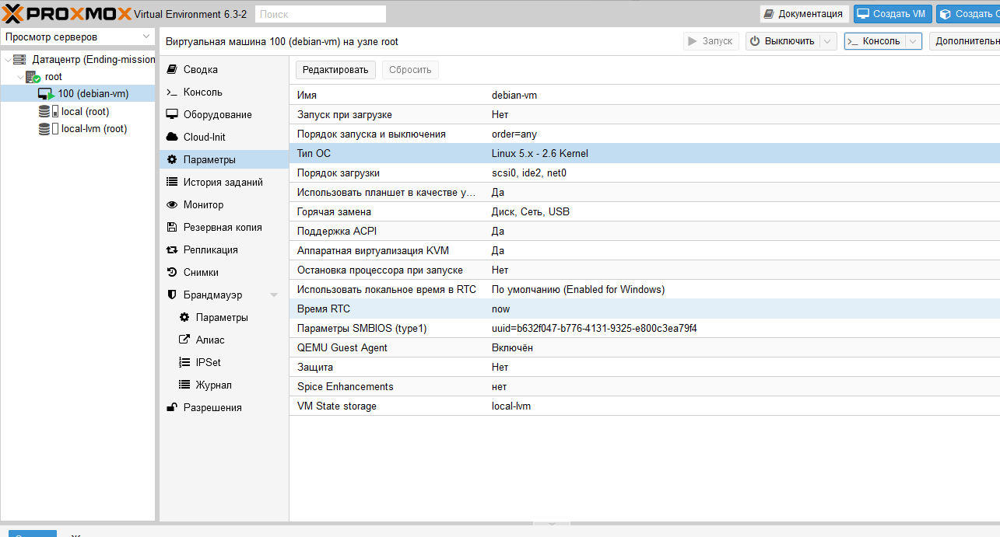 PROXMOX Virtual Environment 6.3-2 Поиск Документация Создать VM Создать
Просмотр серверов
Датацентр (Ending-mission
root
100 (debian-vm)
local (root)
local-lvm (root)
Виртуальная машина 100 (debian-vm) на узле root Запуск Выключить Консоль
Сводка
Консоль
Оборудование
Cloud-Init
Параметры
История заданий
Монитор
Резервная копия
Репликация
Снимки
Брандмауэр
Параметры
Алиас
IPSet
Журнал
Разрешения
Редактировать Сбросить
Имя debian-vm
Запуск при загрузке Нет
Порядок запуска и выключения order=any
Тип ОС Linux 5.x - 2.6 Kernel
Порядок загрузки scsi0, ide2, net0
Использовать планшет в качестве у... Да
Горячая замена Диск, Сеть, USB
Поддержка ACPI Да
Аппаратная виртуализация KVM Да
Остановка процессора при запуске Нет
Использовать локальное время в RTC По умолчанию (Enabled for Windows)
Время RTC now
Параметры SMBIOS (type1) uuid=b632f047-b776-4131-9325-e800c3ea79f4
QEMU Guest Agent Включён
Защита Нет
Spice Enhancements нет
VM State storage local-lvm